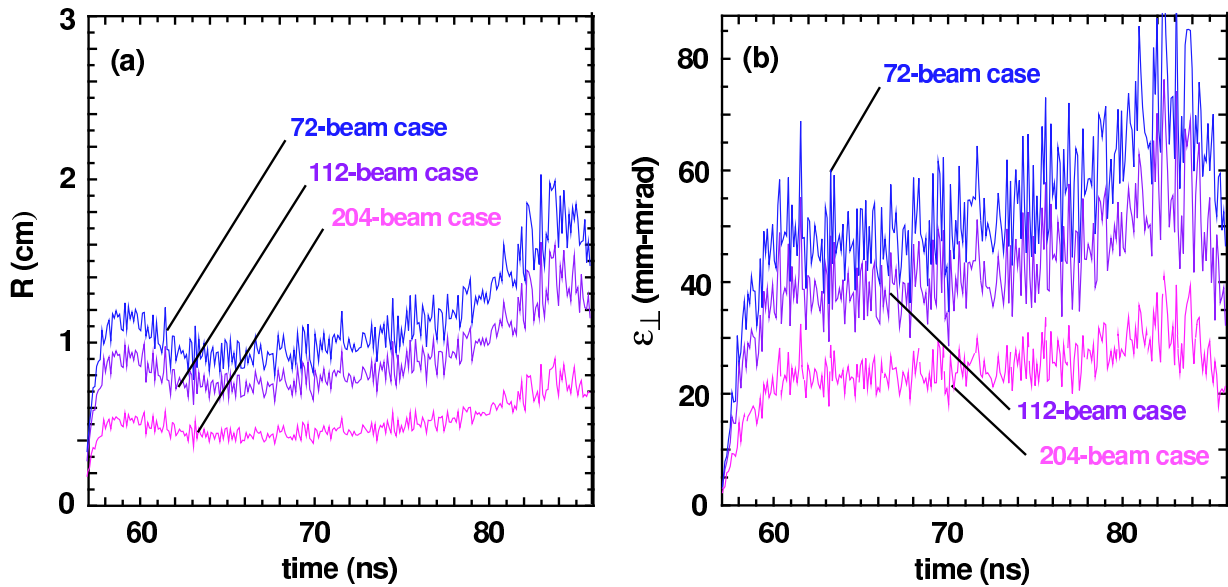 3
(a)
72-beam case
2
112-beam case
204-beam case
R (cm)
1
0
60 70 80
time (ns)
80
(b)
72-beam case
60
ε⊥ (mm-mrad)
40
20
112-beam case
204-beam case
0
60 70 80
time (ns)